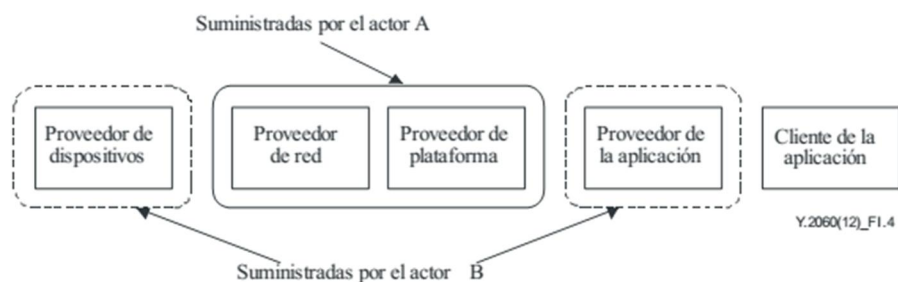 Suministradas por el actor A
Proveedor de
dispositivos
Proveedor
de red
Proveedor de
plataforma
Proveedor de
la aplicación
Cliente de la
aplicación
Y.2060(12)_FI.4
Suministradas por el actor B